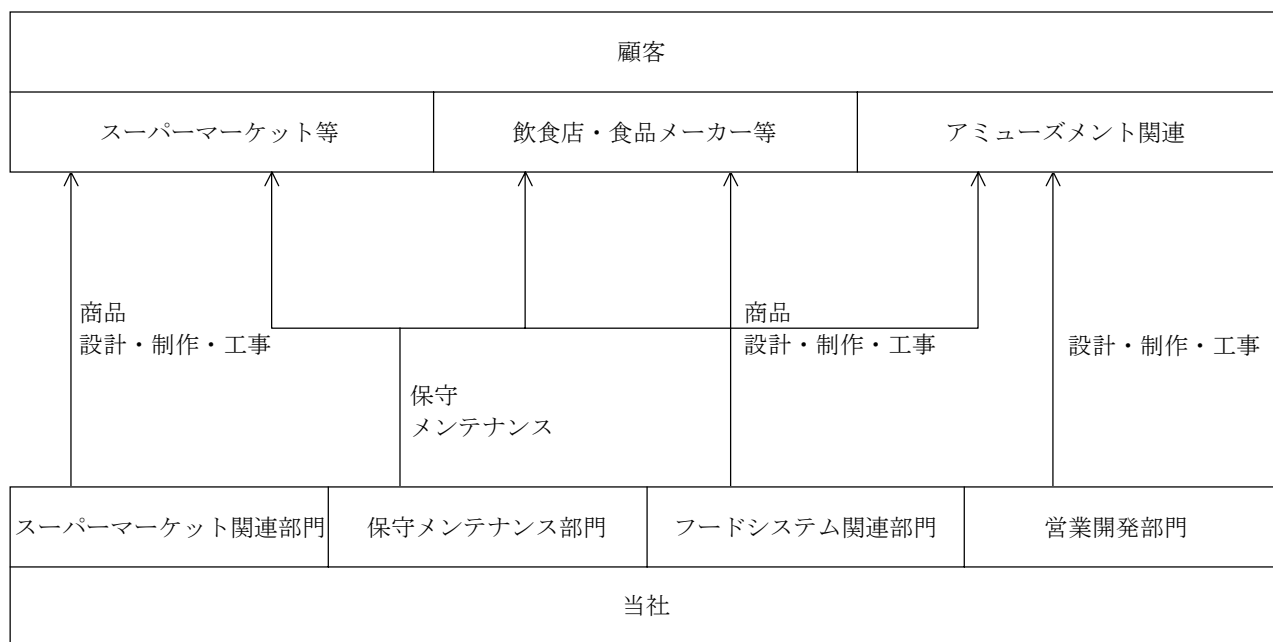 顧客
スーパーマーケット等
飲食店・食品メーカー等
アミューズメント関連
商品
設計・制作・工事
商品
設計・制作・工事
設計・制作・工事
保守
メンテナンス
スーパーマーケット関連部門
保守メンテナンス部門
フードシステム関連部門
営業開発部門
当社